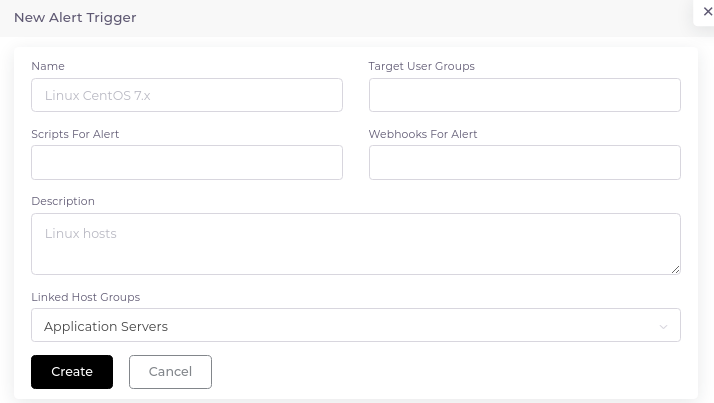 New Alert Trigger
×
Name
Target User Groups
Linux CentOS 7.x
Scripts For Alert
Webhooks For Alert
Description
Linux hosts
Linked Host Groups
Application Servers
Create
Cancel